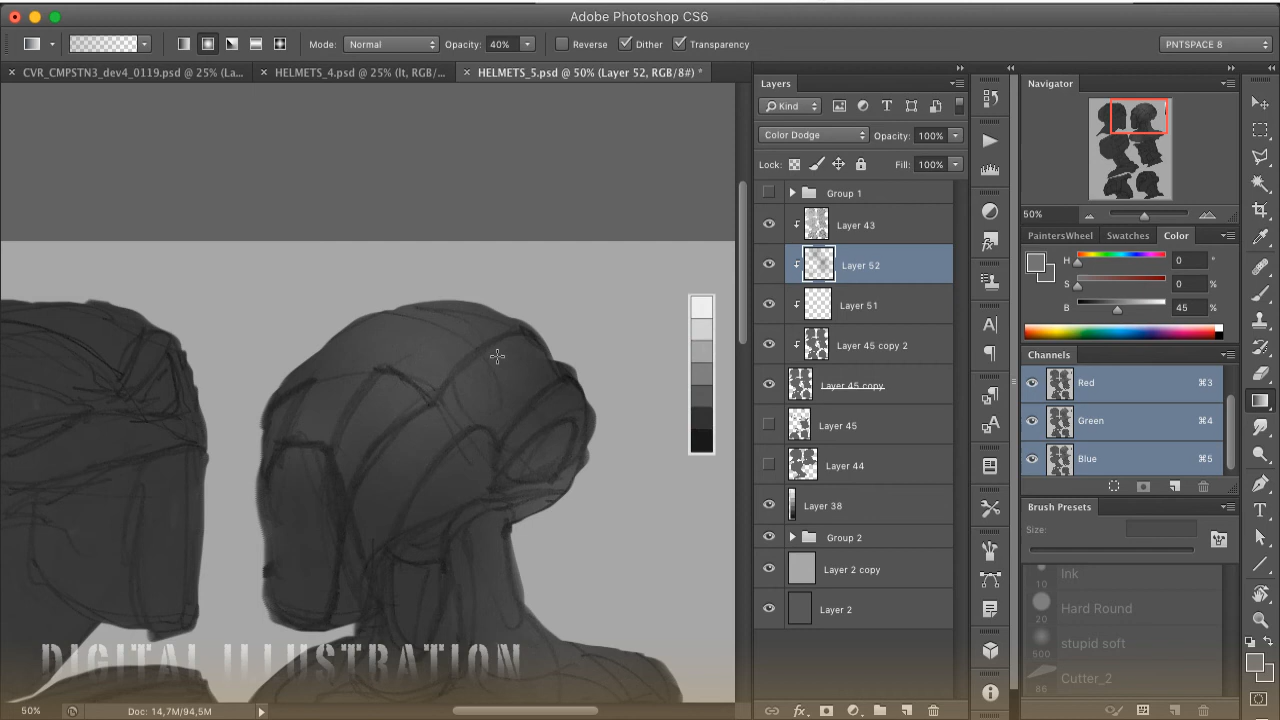 Adobe Photoshop CS6
Mode: Normal Opacity: 40% Reverse Dither Transparency PNTSPACE 8
CVR_CMPSTN3_dev4_0119.psd @ 25% (La... HELMETS_4.psd @ 25% (lt, RGB/... HELMETS_5.psd @ 50% (Layer 52, RGB/8#) *
Layers
Kind
Color Dodge Opacity: 100%
Lock: Fill: 100%
Group 1
Layer 43
Layer 52
Layer 51
Layer 45 copy 2
Layer 45 copy
Layer 45
Layer 44
Layer 38
Group 2
Layer 2 copy
Layer 2
fx
Navigator
50%
PaintersWheel Swatches Color
H 0 °
S 0 %
B 45 %
Channels
Red ⌘3
Green ⌘4
Blue ⌘5
Brush Presets
Size:
Ink
10
Hard Round
20
stupid soft
500
Cutter_2
86
DIGITAL ILLUSTRATION
50% Doc: 14,7M/94,5M